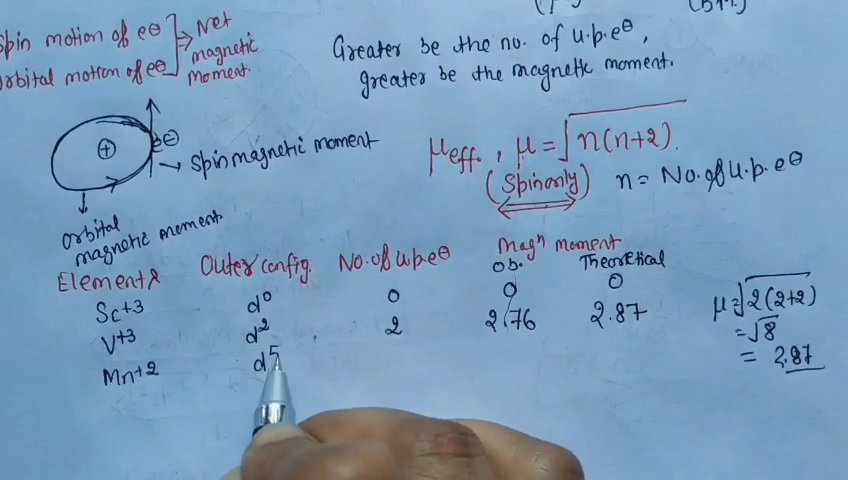 Spin motion of e⊖
Orbital motion of e⊖
Net
magnetic
moment.
Greater be the no. of u.p.e⊖,
greater be the magnetic moment.
⊕ e⊖
Spin magnetic moment
orbital
magnetic moment
μeff. , μ = √n(n+2).
(Spin only) n = No. of u.p. e⊖
Elements Outer config. No. of u.p.e⊖ Magⁿ moment
Ob. Theoretical
Sc+3 d⁰ 0 0 0
V+3 d² 2 2.76 2.87
Mn+2 d⁵
μ = √2(2+2)
= √8
= 2.87